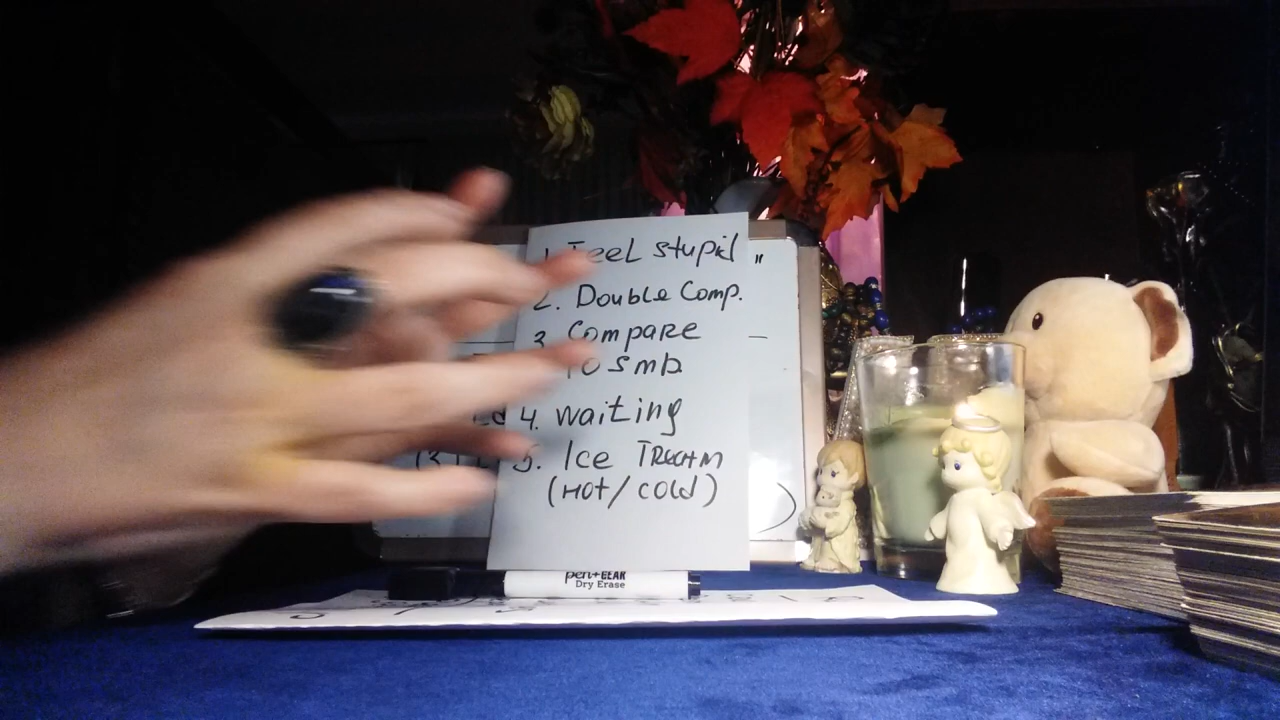 1. Feel stupid
2. Double Comp.
3. Compare
to smb
4. waiting
5. Ice Treatm
(Hot/cold)
pen+GEAR
Dry Erase